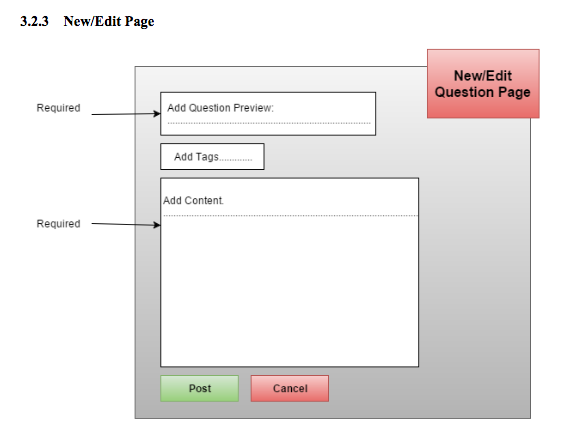 3.2.3 New/Edit Page
New/Edit
Question Page
Required
Add Question Preview:
Add Tags............
Add Content.
Required
Post
Cancel